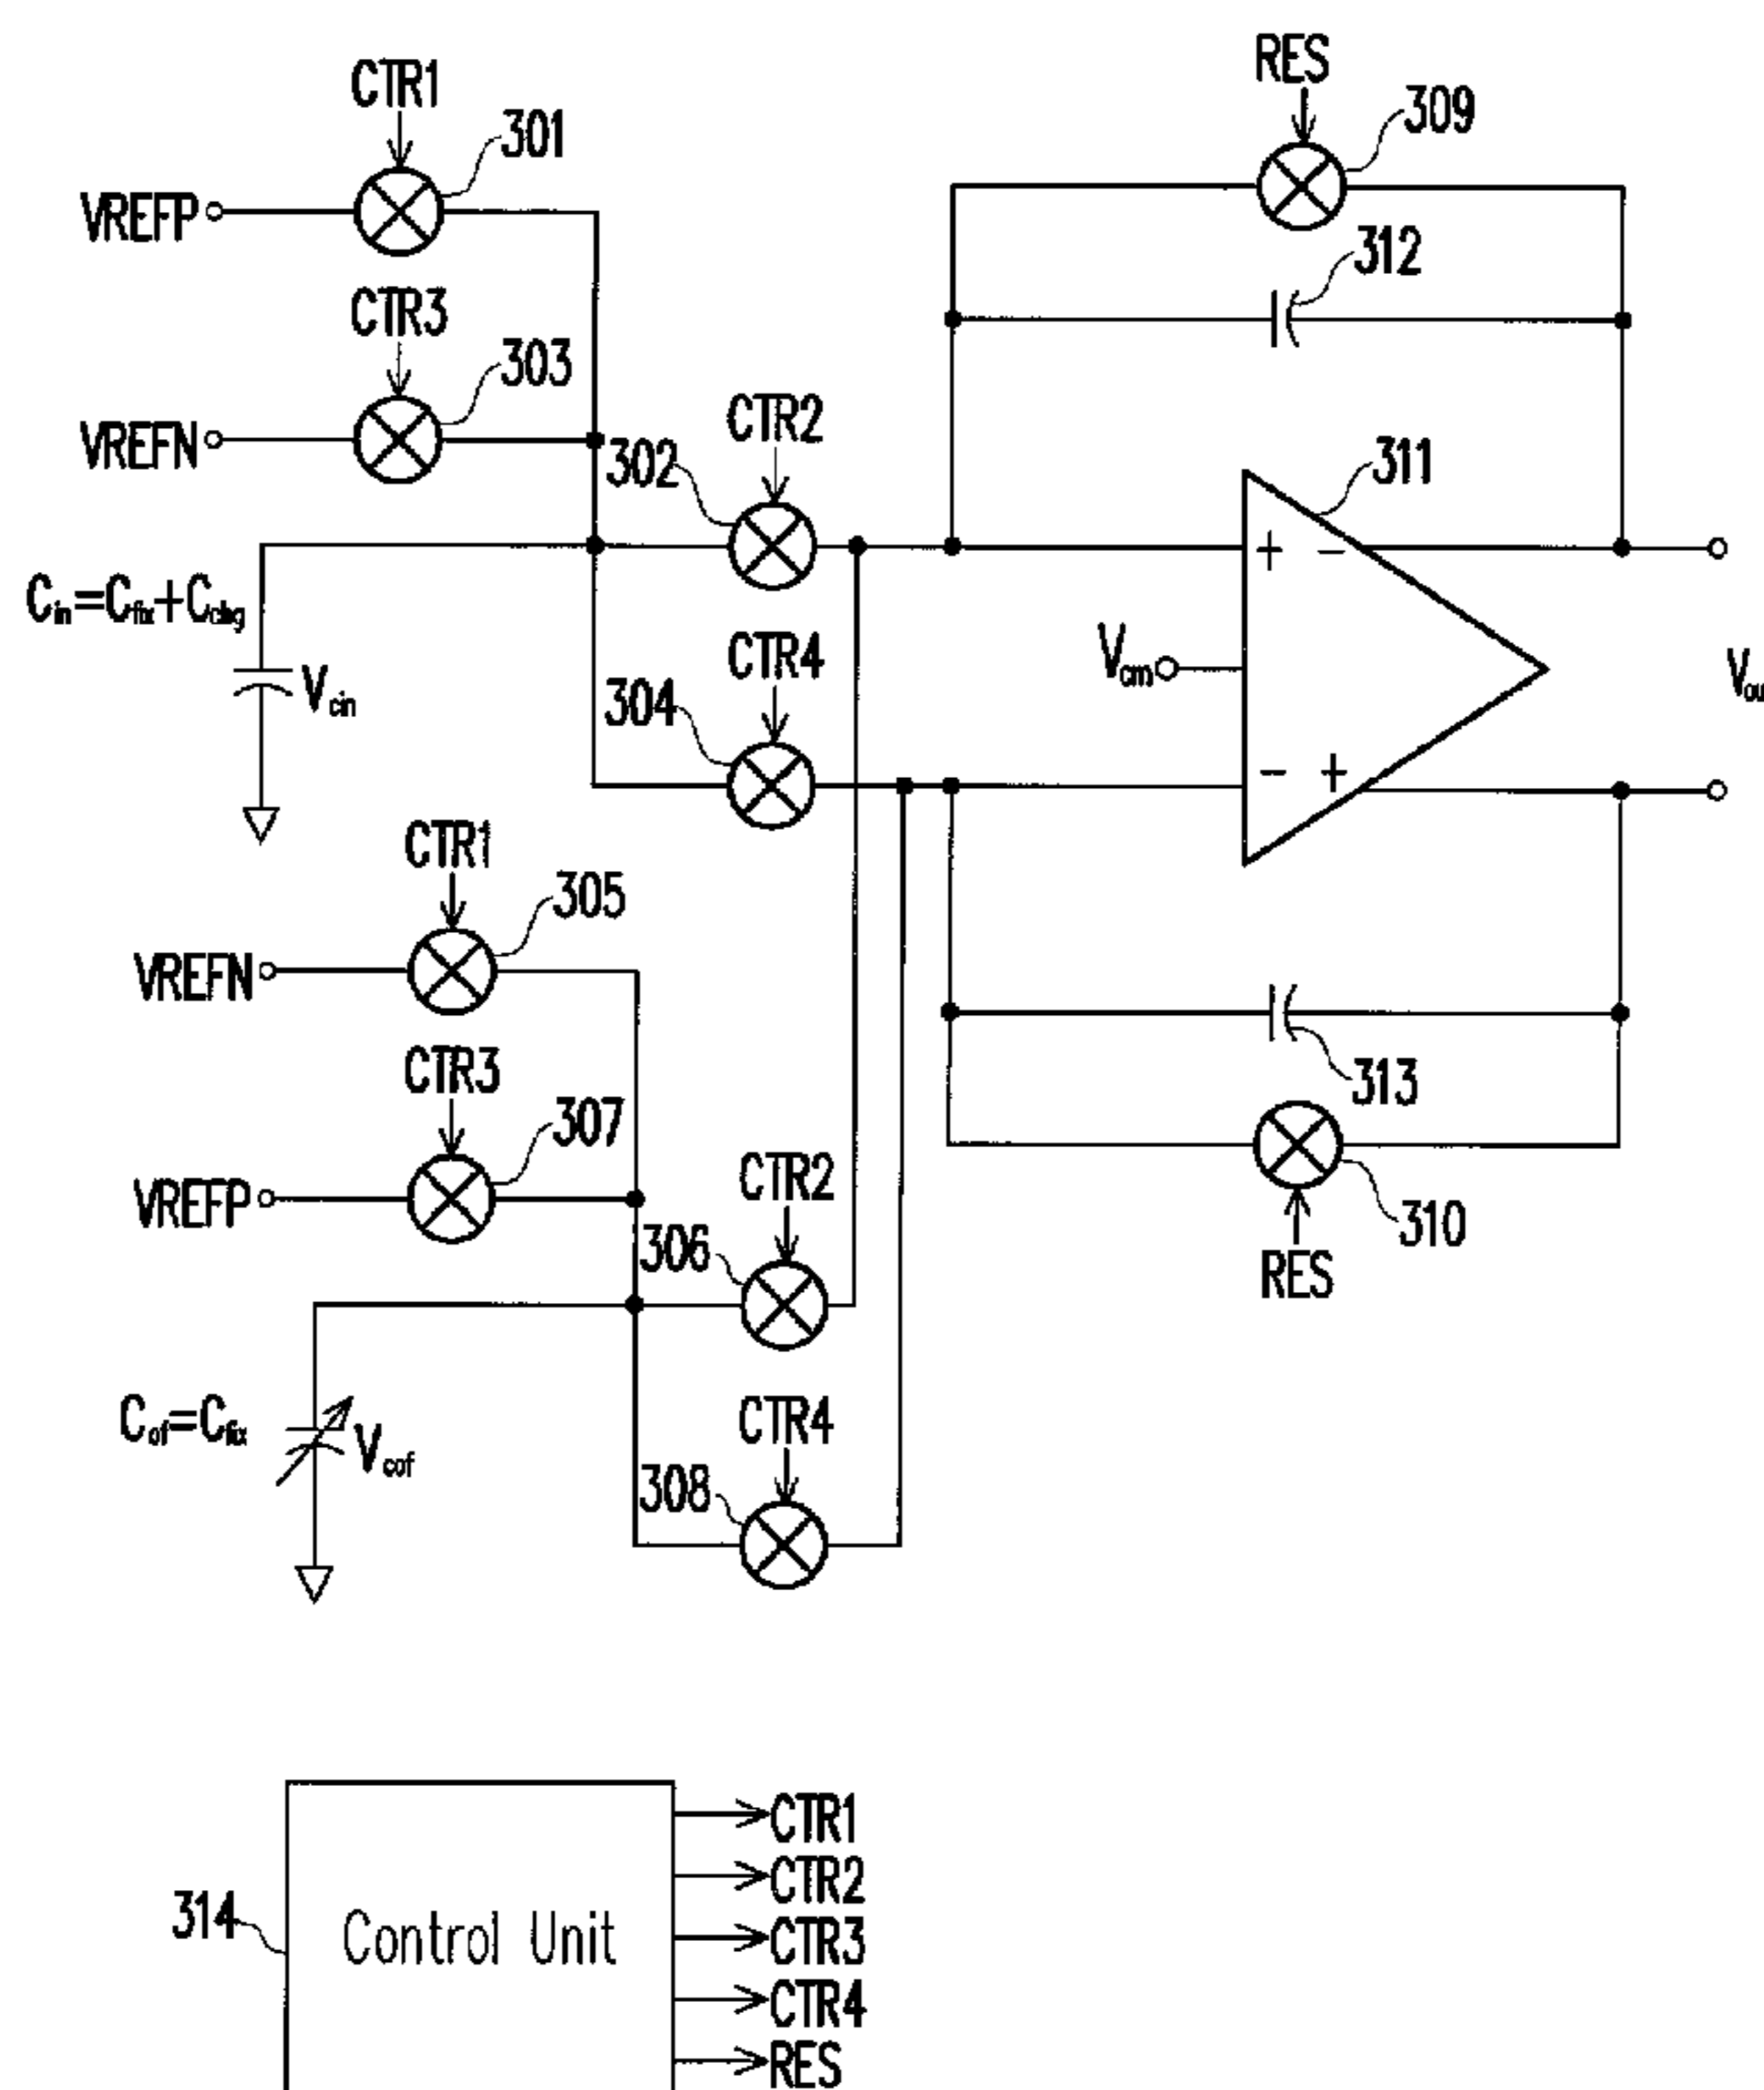 CTR1
301
VREFP
CTR3
303
VREFN
RES
309
312
CTR2
302
311
Cin=Cfix+Cchg
Vcin
+ -
Vcm
CTR4
304
- +
CTR1
305
VREFN
CTR3
307
VREFP
313
310
RES
CTR2
306
Cof=Cfix
Vcof
CTR4
308
314
Control Unit
CTR1
CTR2
CTR3
CTR4
RES